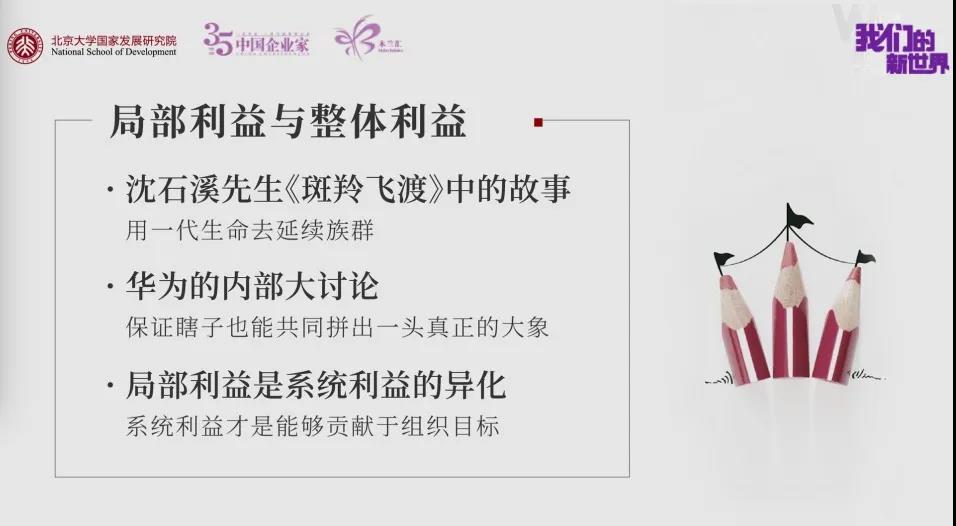 北京大学国家发展研究院
National School of Development
35
中国企业家
木兰汇
我们的
新世界
局部利益与整体利益
· 沈石溪先生《斑羚飞渡》中的故事
用一代生命去延续族群
· 华为的内部大讨论
保证瞎子也能共同拼出一头真正的大象
· 局部利益是系统利益的异化
系统利益才是能够贡献于组织目标